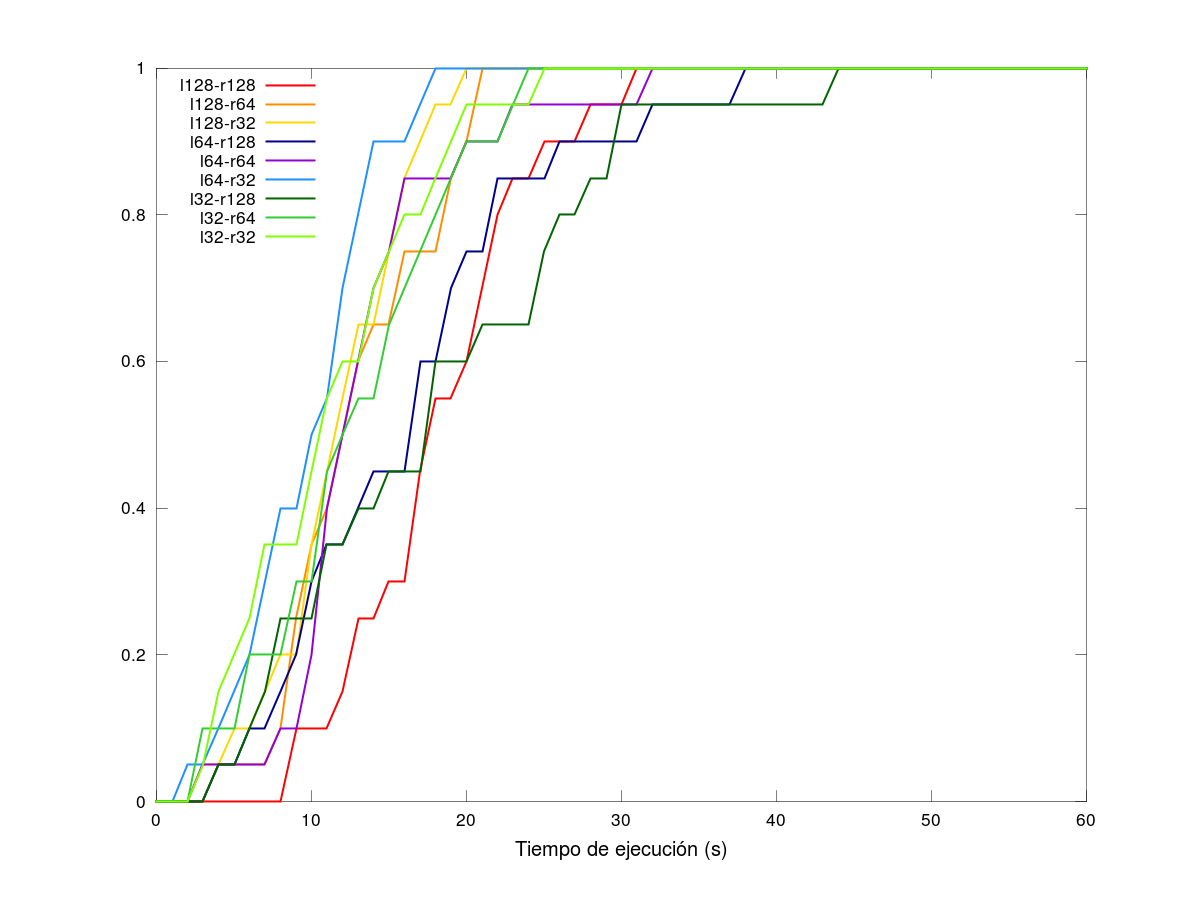 1
0.8
0.6
0.4
0.2
0
l128-r128
l128-r64
l128-r32
l64-r128
l64-r64
l64-r32
l32-r128
l32-r64
l32-r32
0 10 20 30 40 50 60
Tiempo de ejecución (s)